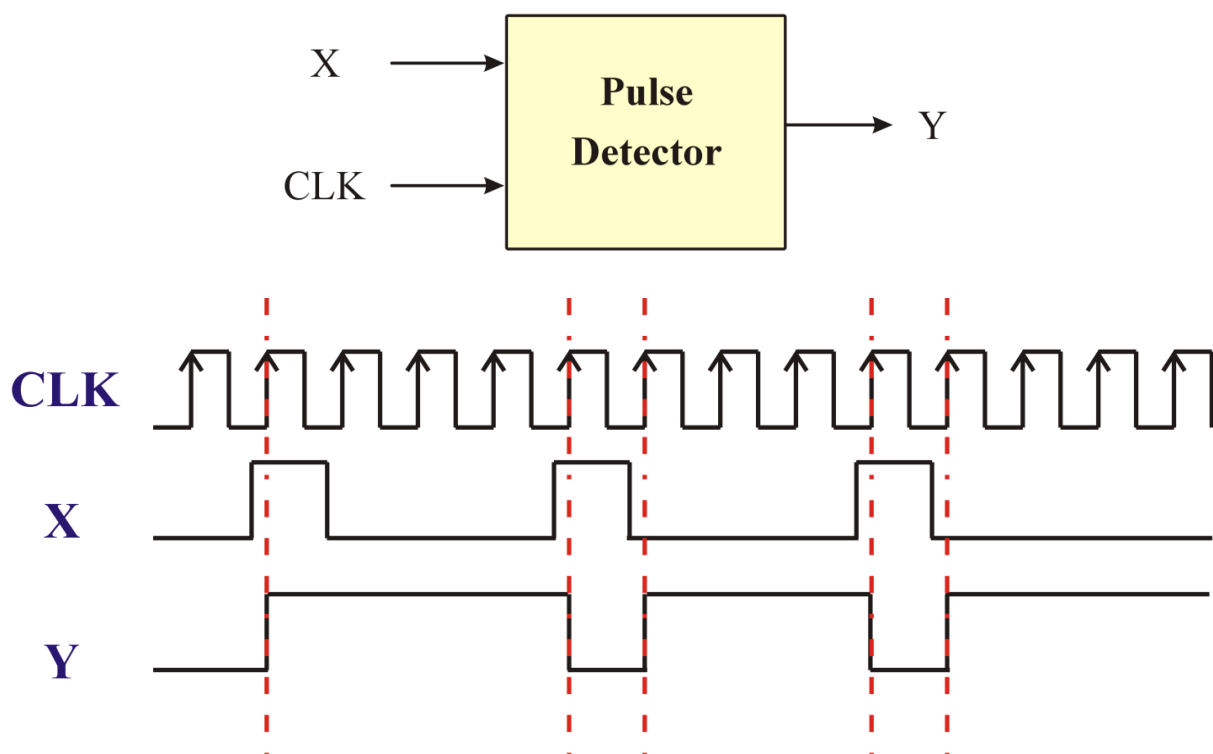 X
Pulse
Detector
Y
CLK
CLK
X
Y